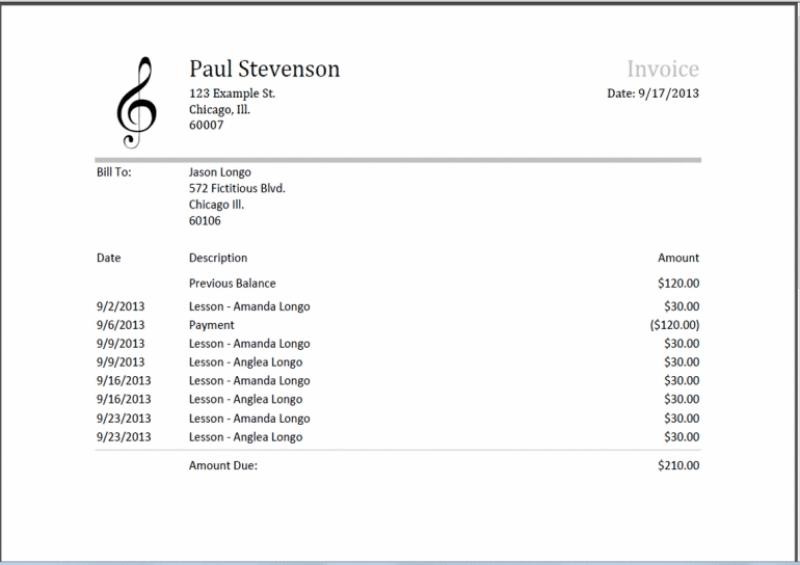 Paul Stevenson
Invoice
123 Example St.
Date: 9/17/2013
Chicago, Ill.
60007
Bill To: Jason Longo
572 Fictitious Blvd.
Chicago Ill.
60106
Date Description Amount
Previous Balance $120.00
9/2/2013 Lesson - Amanda Longo $30.00
9/6/2013 Payment ($120.00)
9/9/2013 Lesson - Amanda Longo $30.00
9/9/2013 Lesson - Anglea Longo $30.00
9/16/2013 Lesson - Amanda Longo $30.00
9/16/2013 Lesson - Anglea Longo $30.00
9/23/2013 Lesson - Amanda Longo $30.00
9/23/2013 Lesson - Anglea Longo $30.00
Amount Due: $210.00